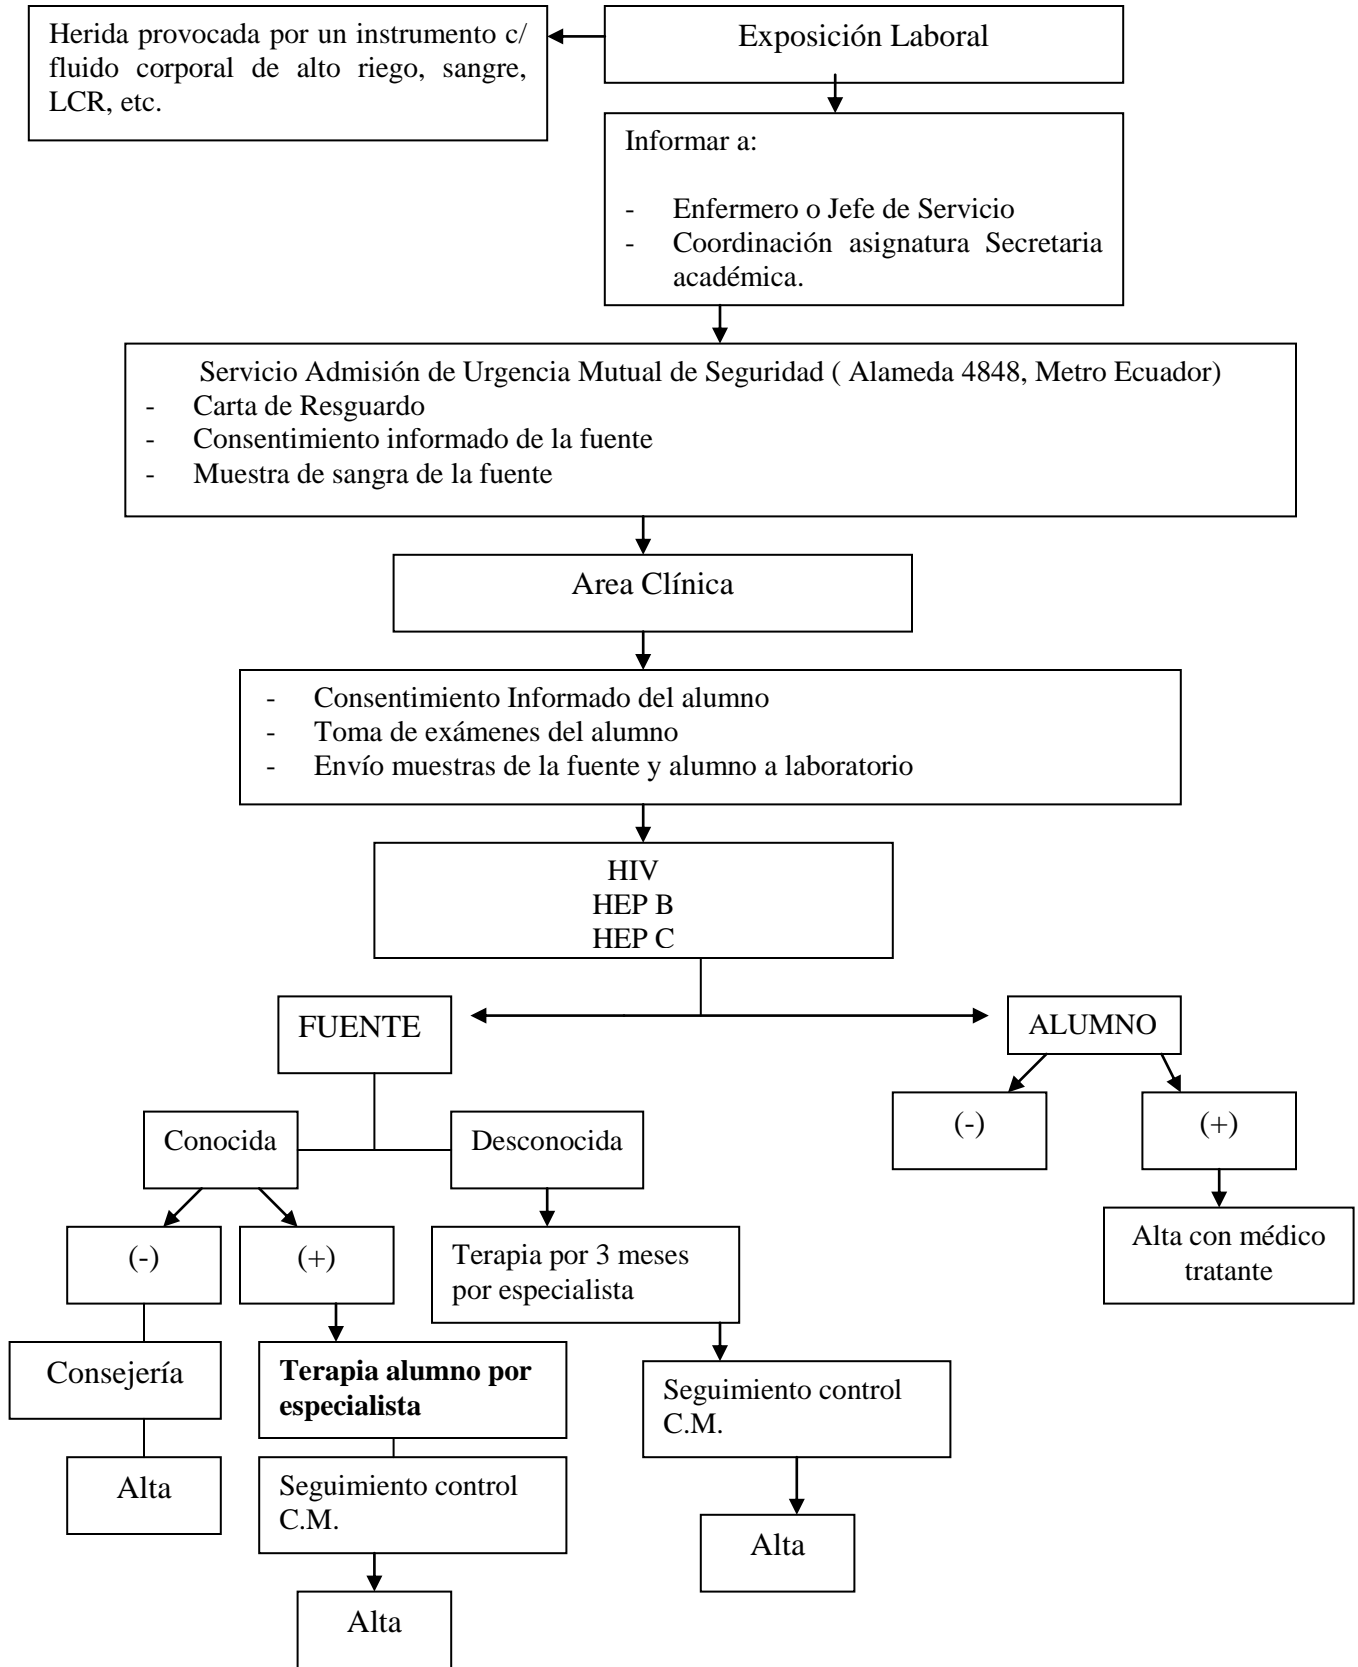 Herida provocada por un instrumento c/
fluido corporal de alto riego, sangre,
LCR, etc.
Exposición Laboral
Informar a:
- Enfermero o Jefe de Servicio
- Coordinación asignatura Secretaria
académica.
Servicio Admisión de Urgencia Mutual de Seguridad ( Alameda 4848, Metro Ecuador)
- Carta de Resguardo
- Consentimiento informado de la fuente
- Muestra de sangra de la fuente
Area Clínica
- Consentimiento Informado del alumno
- Toma de exámenes del alumno
- Envío muestras de la fuente y alumno a laboratorio
HIV
HEP B
HEP C
FUENTE
ALUMNO
Conocida
Desconocida
(-)
(+)
(-)
(+)
Terapia por 3 meses
por especialista
Alta con médico
tratante
Consejería
Terapia alumno por
especialista
Seguimiento control
C.M.
Alta
Seguimiento control
C.M.
Alta
Alta